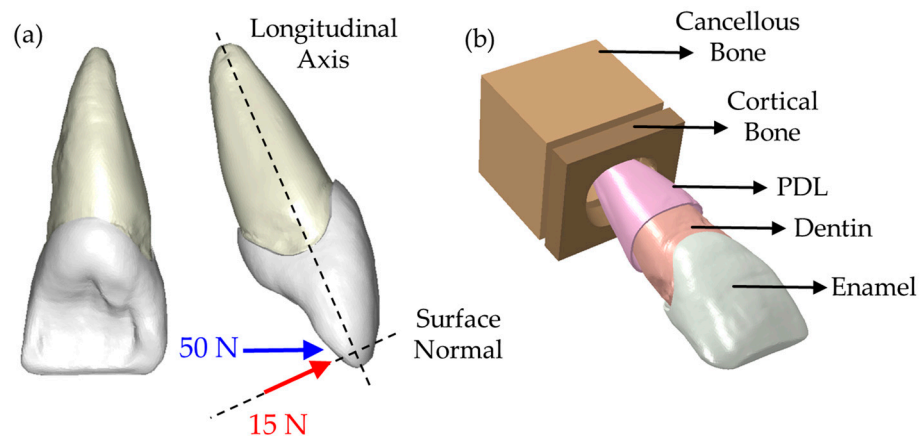 (a)
Longitudinal
Axis
50 N
15 N
Surface
Normal
(b)
Cancellous
Bone
Cortical
Bone
PDL
Dentin
Enamel